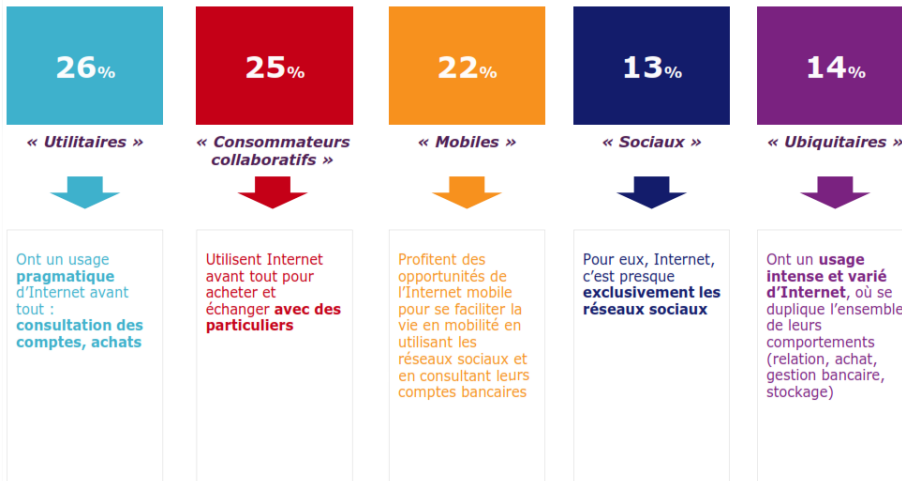 26%
25%
22%
13%
14%
« Utilitaires »
« Consommateurs
collaboratifs »
« Mobiles »
« Sociaux »
« Ubiquitaires »
Ont un usage
pragmatique
d’Internet avant
tout :
consultation des
comptes, achats
Utilisent Internet
avant tout pour
acheter et
échanger avec des
particuliers
Profitent des
opportunités de
l’Internet mobile
pour se faciliter la
vie en mobilité en
utilisant les
réseaux sociaux et
en consultant leurs
comptes bancaires
Pour eux, Internet,
c’est presque
exclusivement les
réseaux sociaux
Ont un usage
intense et varié
d’Internet, où se
duplique l’ensemble
de leurs
comportements
(relation, achat,
gestion bancaire,
stockage)